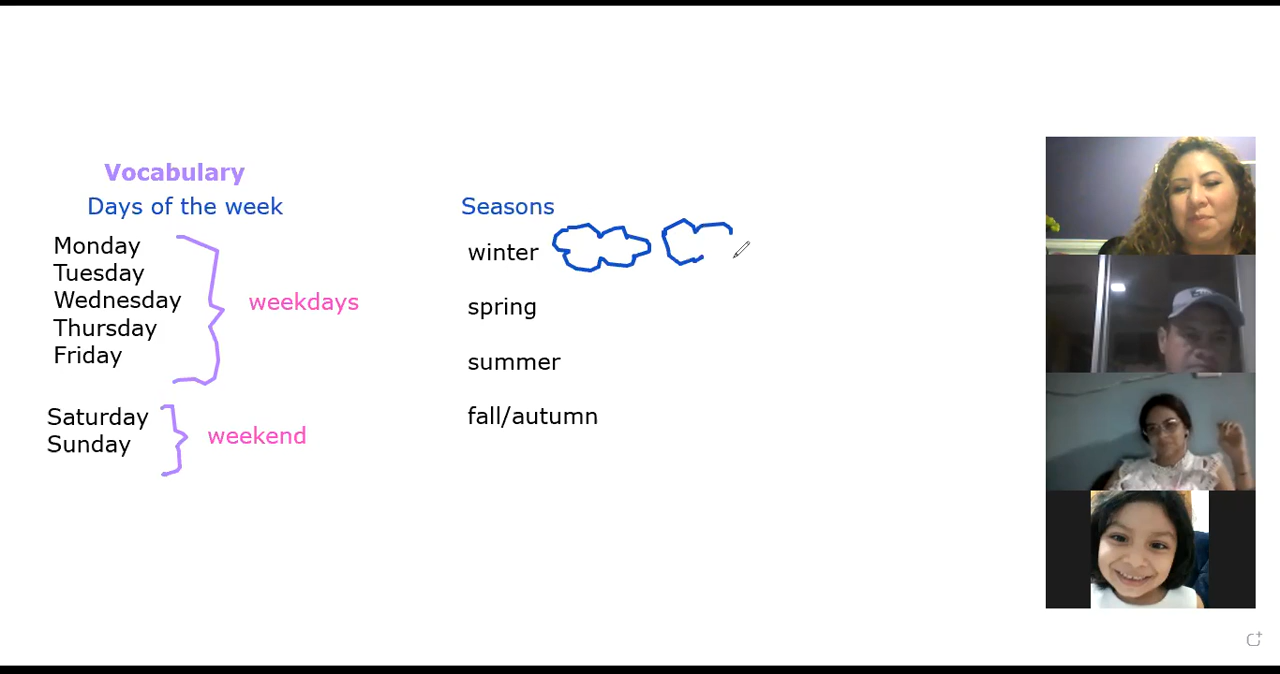 Vocabulary
Days of the week
Monday
Tuesday
Wednesday
Thursday
Friday
weekdays
Saturday
Sunday
weekend
Seasons
winter
spring
summer
fall/autumn